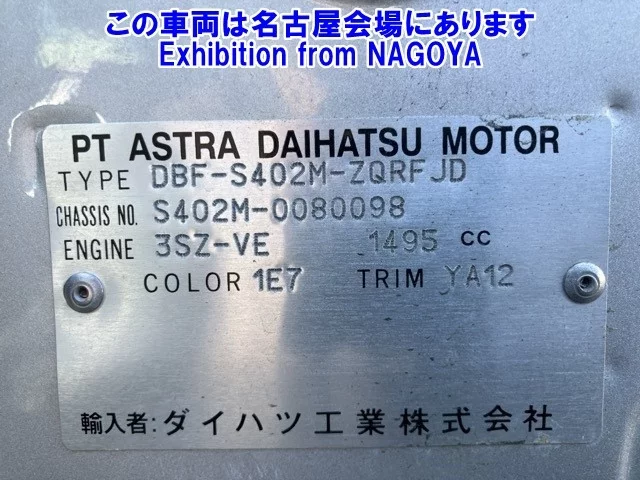 この車両は名古屋会場にあります
Exhibition from NAGOYA
PT ASTRA DAIHATSU MOTOR
TYPE DBF-S402M-ZQRFJD
CHASSIS NO. S402M-0080098
ENGINE 3SZ-VE 1495 cc
COLOR 1E7 TRIM YA12
輸入者: ダイハツ工業株式会社